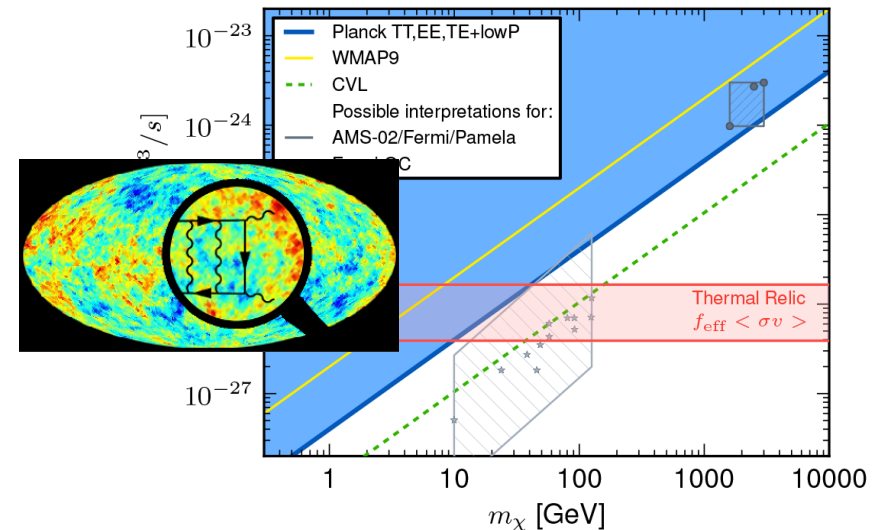 10⁻²³
10⁻²⁴
³/s]
10⁻²⁷
Planck TT,EE,TE+lowP
WMAP9
CVL
Possible interpretations for:
AMS-02/Fermi/Pamela
C
Thermal Relic
f_eff < σv >
1 10 100 1000 10000
m_χ [GeV]